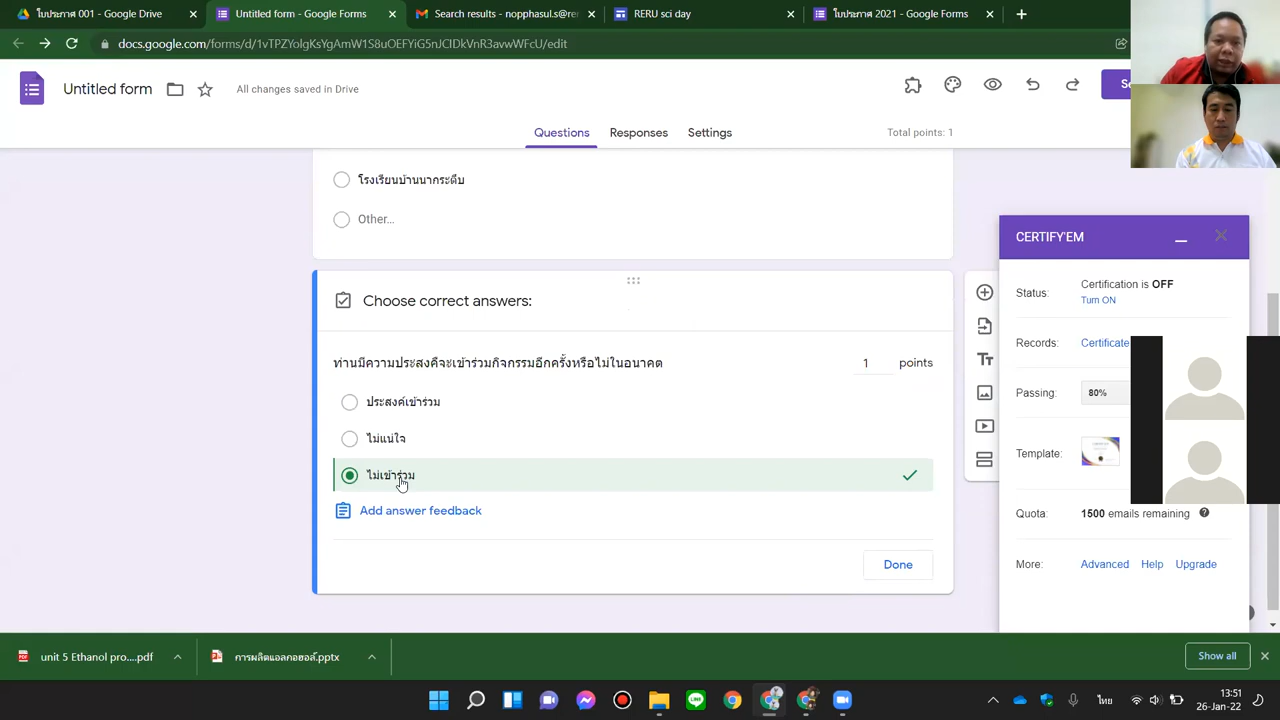 ใบประกาศ 001 - Google Drive
Untitled form - Google Forms
Search results - nopphasul.s@rer
RERU sci day
ใบประกาศ 2021 - Google Forms
docs.google.com/forms/d/1vTPZYolgKsYgAmW1S8uOEFYiG5rJCIDkVnR3avwWFcU/edit
Untitled form
All changes saved in Drive
Se
Questions
Responses
Settings
Total points: 1
โรงเรียนบ้านนากระตึบ
Other...
Choose correct answers:
ท่านมีความประสงคืจะเข้าร่วมกิจกรรมอีกครั้งหรือไม่ในอนาคต
1 points
ประสงค์เข้าร่วม
ไม่แน่ใจ
ไม่เข้าร่วม
Add answer feedback
Done
CERTIFY'EM
Status:
Certification is OFF
Turn ON
Records:
Certificate
Passing:
80%
Template:
Quota:
1500 emails remaining
More:
Advanced
Help
Upgrade
unit 5 Ethanol pro....pdf
การผลิตแอลกอฮอล์.pptx
Show all
ไทย
13:51
26-Jan-22